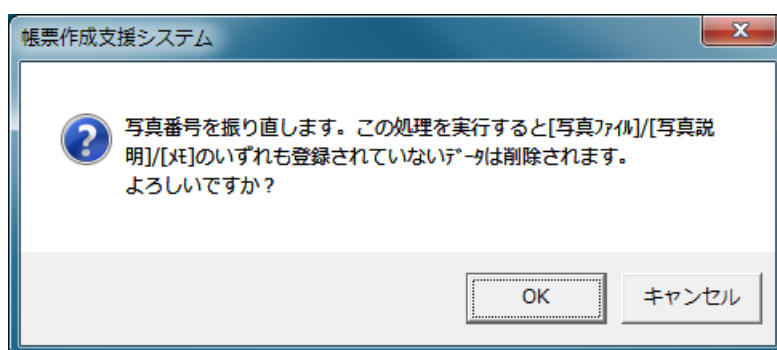 帳票作成支援システム
写真番号を振り直します。この処理を実行すると[写真ﾌｧｲﾙ]/[写真説
明]/[ﾒﾓ]のいずれも登録されていないﾃﾞｰﾀは削除されます。
よろしいですか？
OK
キャンセル